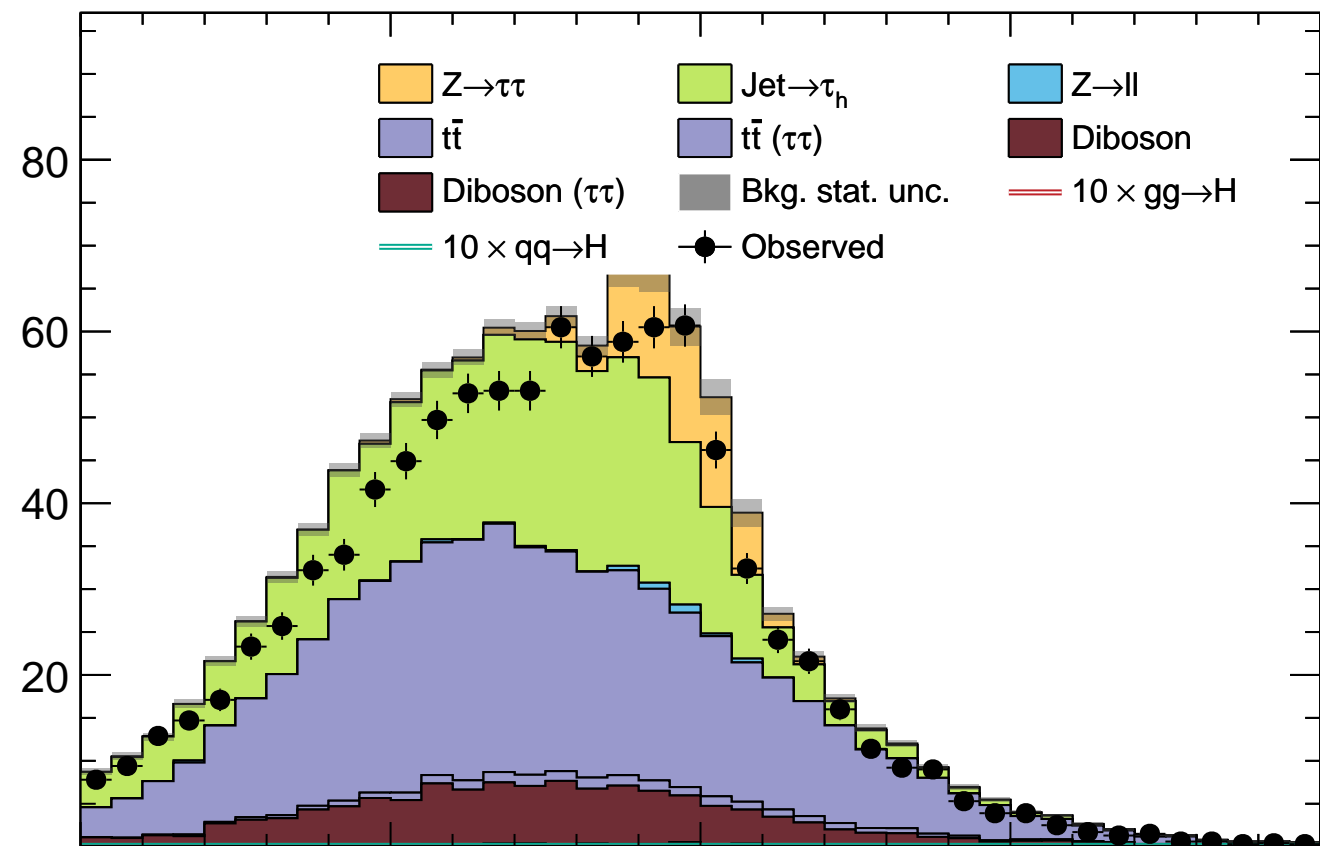 Z→ττ Jet→τh Z→ll
tt̄ tt̄ (ττ) Diboson
Diboson (ττ) Bkg. stat. unc. 10 × gg→H
10 × qq→H Observed
80
60
40
20